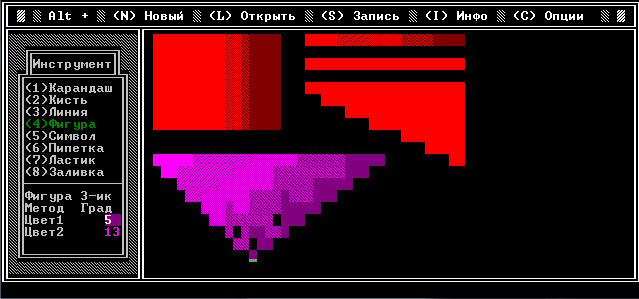 Alt + (N) Новый (L) Открыть (S) Запись (I) Инфо (C) Опции
Инструмент
(1)Карандаш
(2)Кисть
(3)Линия
(4)Фигура
(5)Символ
(6)Пипетка
(7)Ластик
(8)Заливка
Фигура 3-ик
Метод Град
Цвет1 5
Цвет2 13